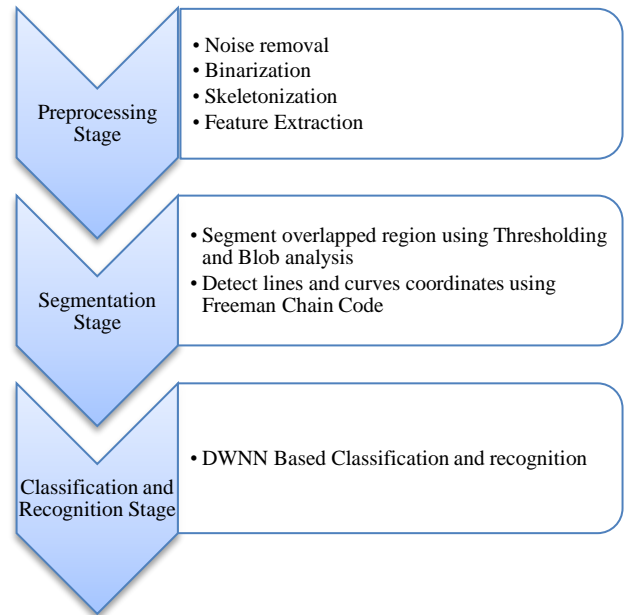 Preprocessing
Stage
• Noise removal
• Binarization
• Skeletonization
• Feature Extraction
Segmentation
Stage
• Segment overlapped region using Thresholding
and Blob analysis
• Detect lines and curves coordinates using
Freeman Chain Code
Classification and
Recognition Stage
• DWNN Based Classification and recognition